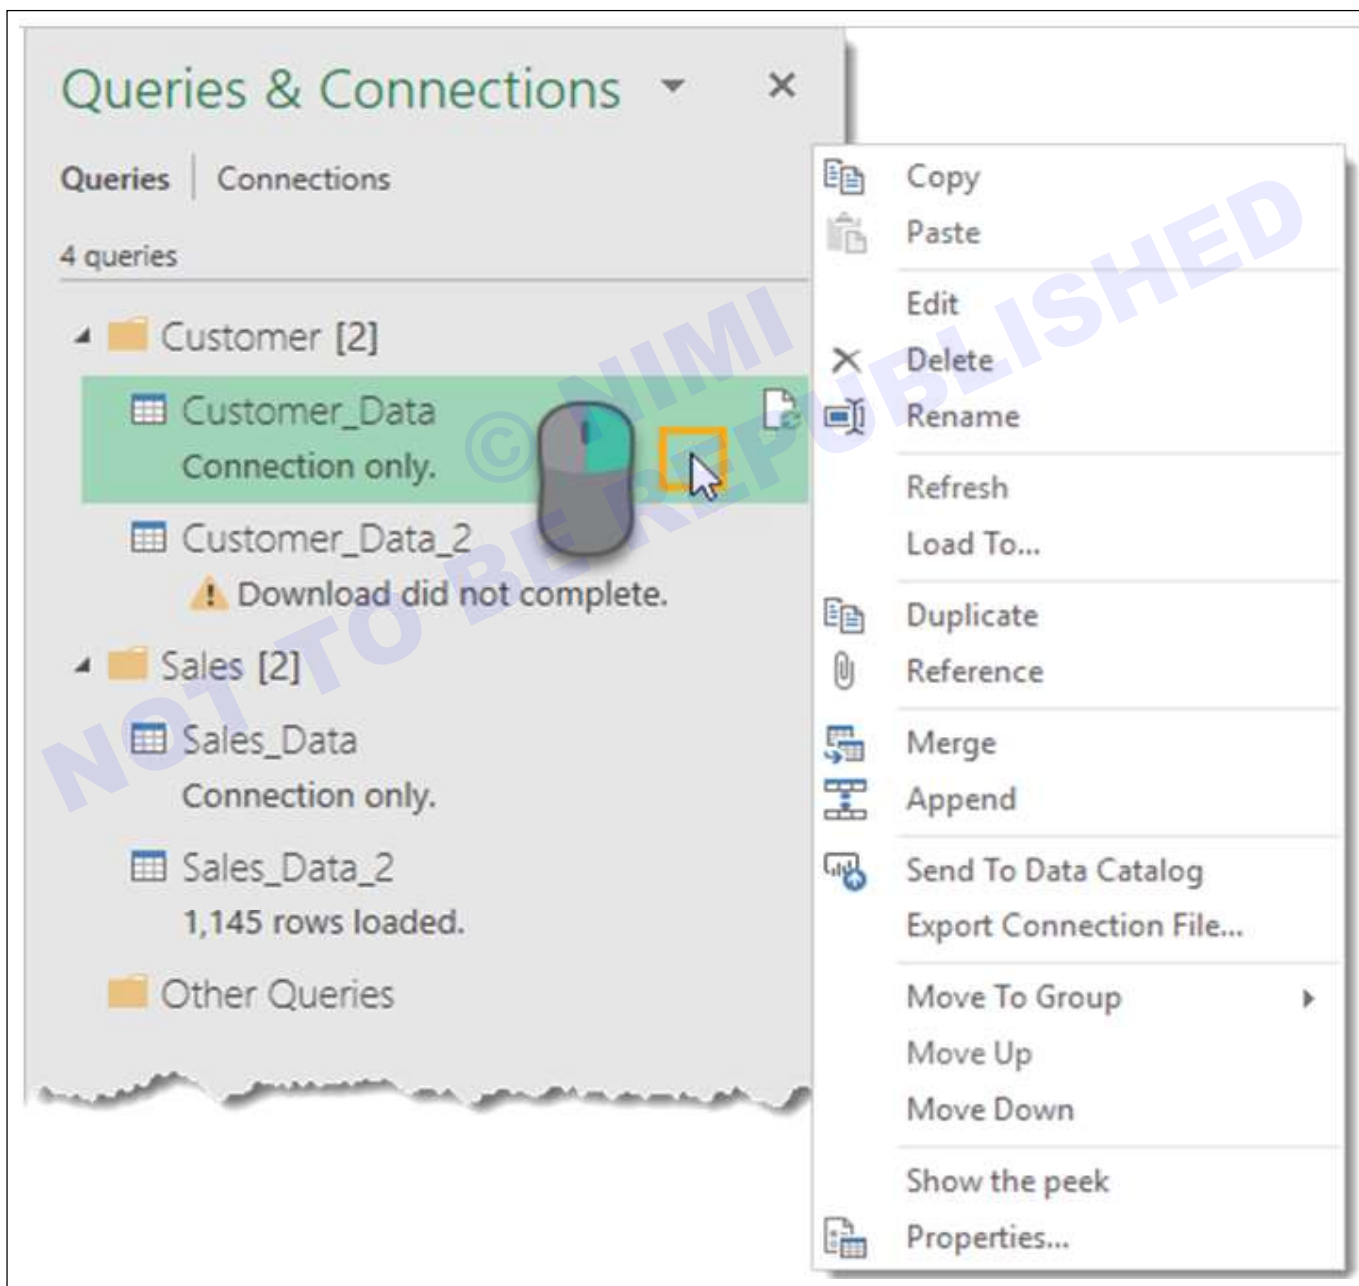 Queries & Connections
Queries | Connections
4 queries
Customer [2]
Customer_Data
Connection only.
Customer_Data_2
Download did not complete.
Sales [2]
Sales_Data
Connection only.
Sales_Data_2
1,145 rows loaded.
Other Queries
Copy
Paste
Edit
Delete
Rename
Refresh
Load To...
Duplicate
Reference
Merge
Append
Send To Data Catalog
Export Connection File...
Move To Group
Move Up
Move Down
Show the peek
Properties...
© NIMI
NOT TO BE REPUBLISHED